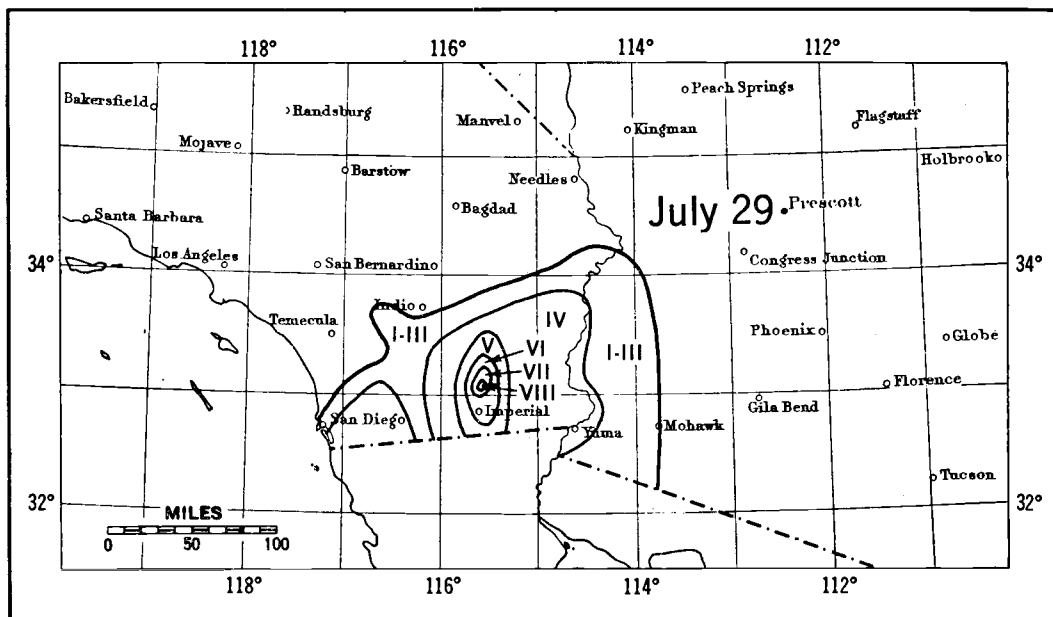 118° 116° 114° 112°
Bakersfield
Randsburg
Peach Springs
Manvel
Kingman
Flagstaff
Mojave
Holbrook
Barstow
Needles
Bagdad
July 29
Prescott
Santa Barbara
Los Angeles
San Bernardino
Congress Junction
34° 34°
Indio
Temecula
I-III
IV
I-III
Phoenix
Globe
V
VI
VII
VIII
Florence
Gila Bend
San Diego
Imperial
Yuma
Mohawk
Tucson
32° 32°
MILES
0 50 100
118° 116° 114° 112°